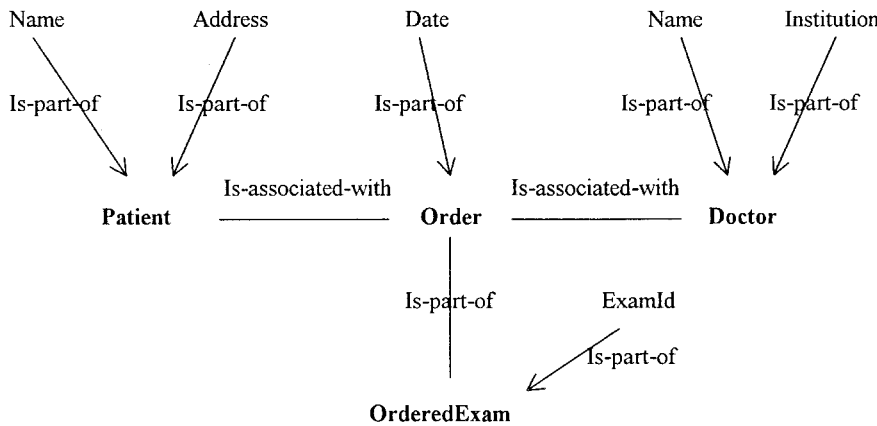 Name Address Date Name Institution
Is-part-of Is-part-of Is-part-of Is-part-of Is-part-of
Is-associated-with Is-associated-with
Patient Order Doctor
Is-part-of ExamId
Is-part-of
OrderedExam